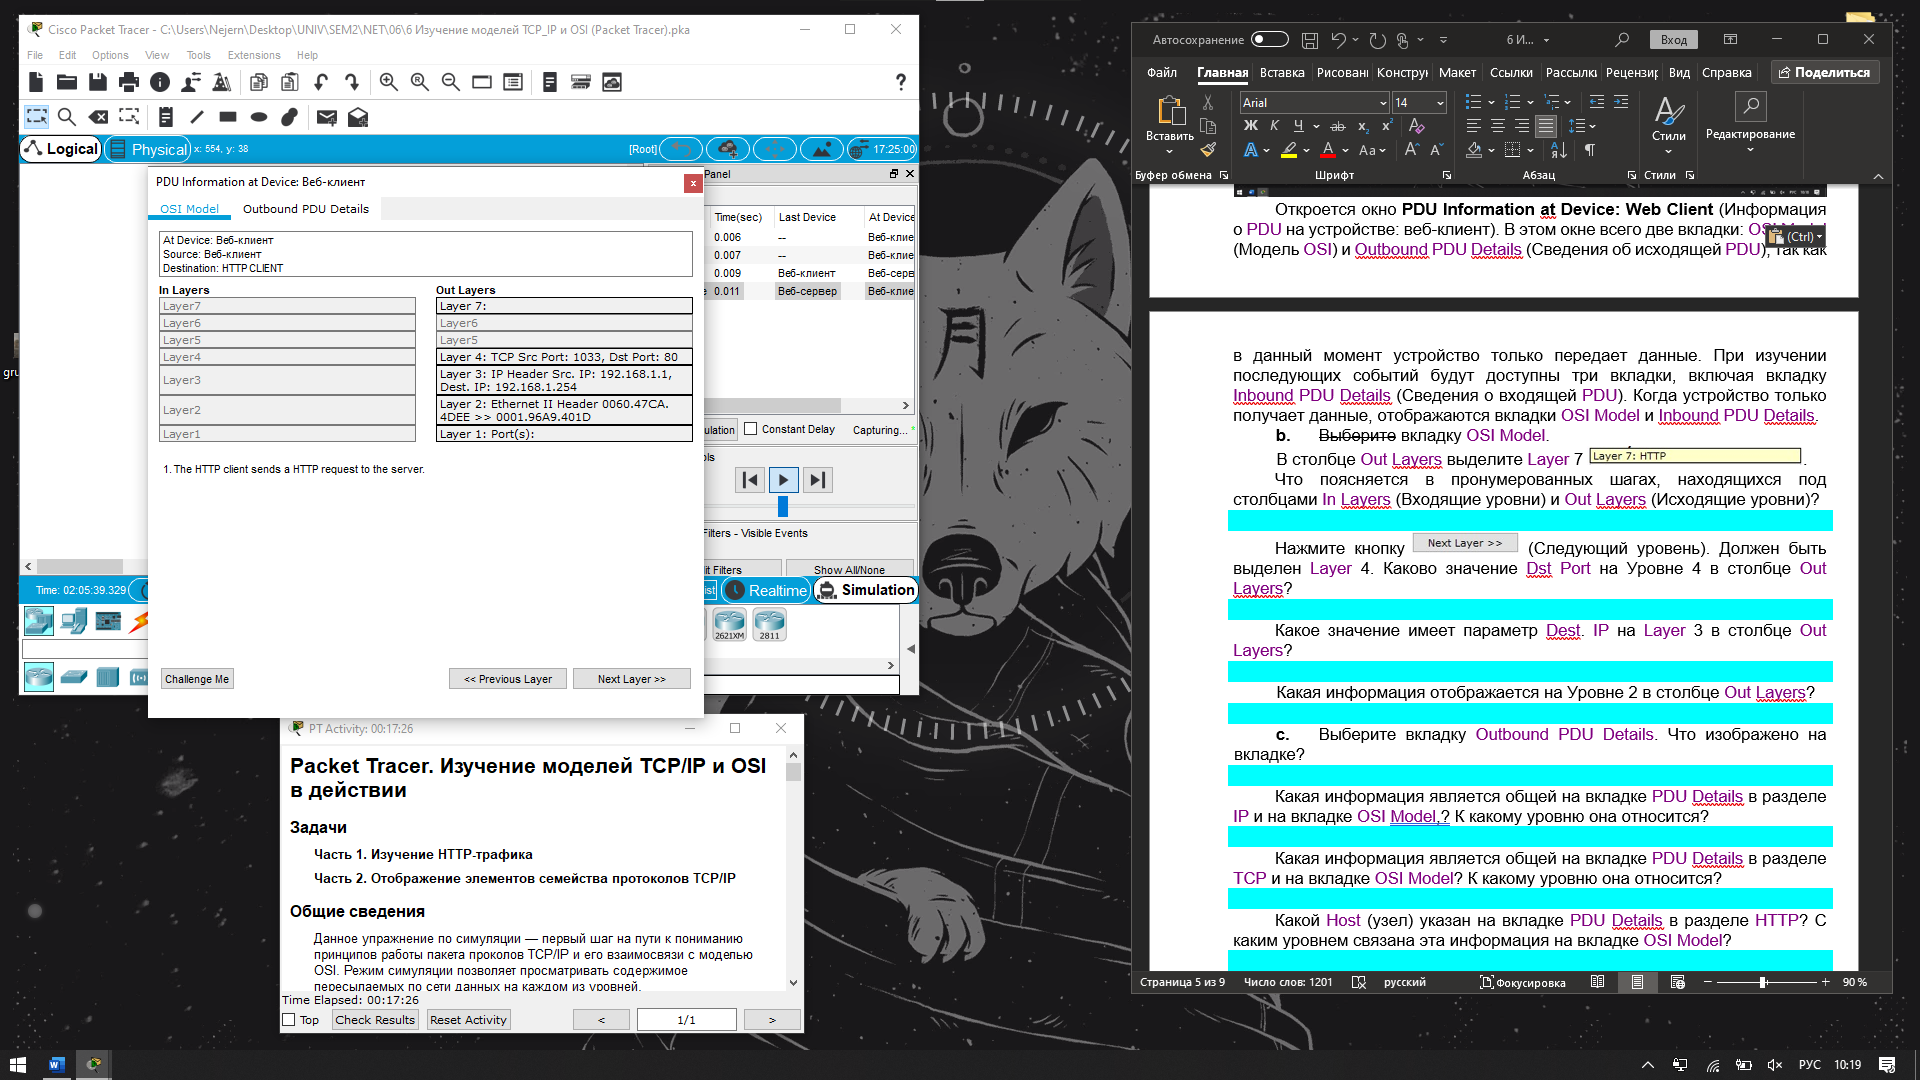 Cisco Packet Tracer - C:\Users\Nejern\Desktop\UNIV\SEM2\NET\06\6 Изучение моделей TCP_IP и OSI (Packet Tracer).pka
File Edit Options View Tools Extensions Help
?
Logical Physical x: 554, y: 38 [Root] 17:25:00
Panel
Time(sec) Last Device At Device
0.006 -- Веб-клие
0.007 -- Веб-клие
0.009 Веб-клиент Веб-серв
0.011 Веб-сервер Веб-клие
Constant Delay Capturing...
Filters - Visible Events
Show All/None
Time: 02:05:39.329
Realtime Simulation
2621XM 2811
PDU Information at Device: Веб-клиент
OSI Model Outbound PDU Details
At Device: Веб-клиент
Source: Веб-клиент
Destination: HTTP CLIENT
In Layers
Layer7
Layer6
Layer5
Layer4
Layer3
Layer2
Layer1
Out Layers
Layer 7:
Layer6
Layer5
Layer 4: TCP Src Port: 1033, Dst Port: 80
Layer 3: IP Header Src. IP: 192.168.1.1,
Dest. IP: 192.168.1.254
Layer 2: Ethernet II Header 0060.47CA.
4DEE >> 0001.96A9.401D
Layer 1: Port(s):
1. The HTTP client sends a HTTP request to the server.
Challenge Me << Previous Layer Next Layer >>
PT Activity: 00:17:26
Packet Tracer. Изучение моделей TCP/IP и OSI
в действии
Задачи
Часть 1. Изучение HTTP-трафика
Часть 2. Отображение элементов семейства протоколов TCP/IP
Общие сведения
Данное упражнение по симуляции — первый шаг на пути к пониманию
принципов работы пакета проколов TCP/IP и его взаимосвязи с моделью
OSI. Режим симуляции позволяет просматривать содержимое
пересылаемых по сети данных на каждом из уровней.
Time Elapsed: 00:17:26
Top Check Results Reset Activity < 1/1 >
Автосохранение 6 И... Вход
Файл Главная Вставка Рисовани Конструк Макет Ссылки Рассылки Рецензир Вид Справка Поделиться
Arial 14
Вставить Стили Редактирование
Буфер обмена Шрифт Абзац Стили
Откроется окно PDU Information at Device: Web Client (Информация
о PDU на устройстве: веб-клиент). В этом окне всего две вкладки:
(Ctrl)
(Модель OSI) и Outbound PDU Details (Сведения об исходящей PDU), так как
в данный момент устройство только передает данные. При изучении
последующих событий будут доступны три вкладки, включая вкладку
Inbound PDU Details (Сведения о входящей PDU). Когда устройство только
получает данные, отображаются вкладки OSI Model и Inbound PDU Details.
b. Выберите вкладку OSI Model.
В столбце Out Layers выделите Layer 7 Layer 7: HTTP .
Что поясняется в пронумерованных шагах, находящихся под
столбцами In Layers (Входящие уровни) и Out Layers (Исходящие уровни)?
Нажмите кнопку Next Layer >> (Следующий уровень). Должен быть
выделен Layer 4. Каково значение Dst Port на Уровне 4 в столбце Out
Layers?
Какое значение имеет параметр Dest. IP на Layer 3 в столбце Out
Layers?
Какая информация отображается на Уровне 2 в столбце Out Layers?
c. Выберите вкладку Outbound PDU Details. Что изображено на
вкладке?
Какая информация является общей на вкладке PDU Details в разделе
IP и на вкладке OSI Model,? К какому уровню она относится?
Какая информация является общей на вкладке PDU Details в разделе
TCP и на вкладке OSI Model? К какому уровню она относится?
Какой Host (узел) указан на вкладке PDU Details в разделе HTTP? С
каким уровнем связана эта информация на вкладке OSI Model?
Страница 5 из 9 Число слов: 1201 русский Фокусировка 90 %
月
РУС 10:19